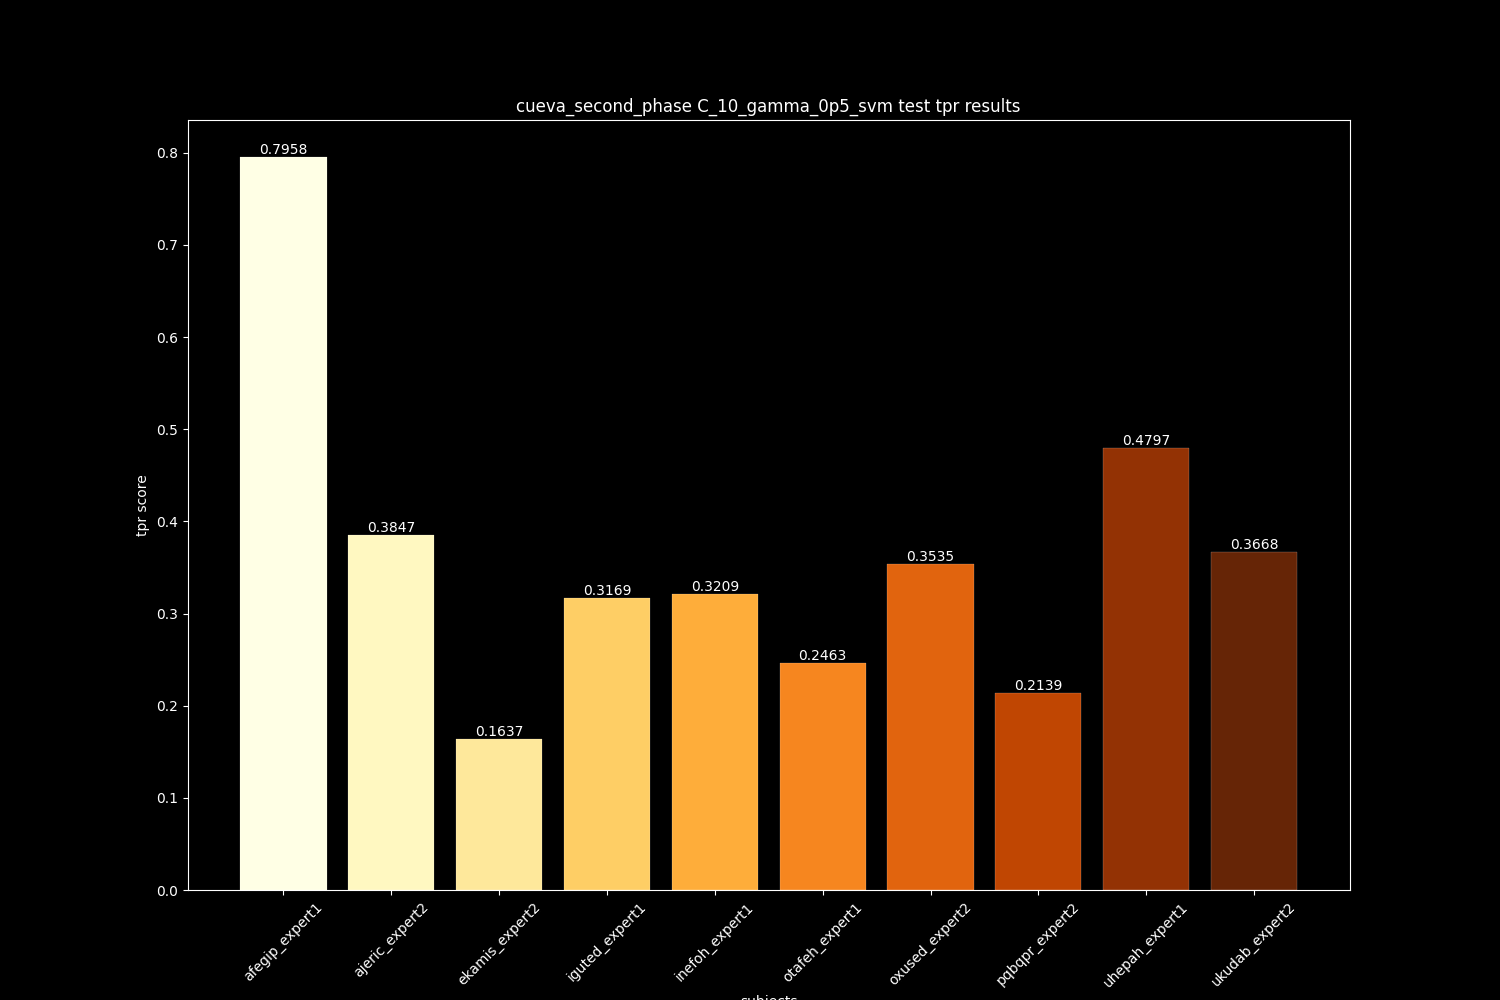 cueva_second_phase C_10_gamma_0p5_svm test tpr results
0.8
0.7
0.6
0.5
0.4
0.3
0.2
0.1
0.0
tpr score
0.7958
0.3847
0.1637
0.3169
0.3209
0.2463
0.3535
0.2139
0.4797
0.3668
afegip_expert1
ajeric_expert2
ekamis_expert2
iguted_expert1
inefoh_expert1
otafeh_expert1
oxused_expert2
pqbqpr_expert2
uhepah_expert1
ukudab_expert2
subjects